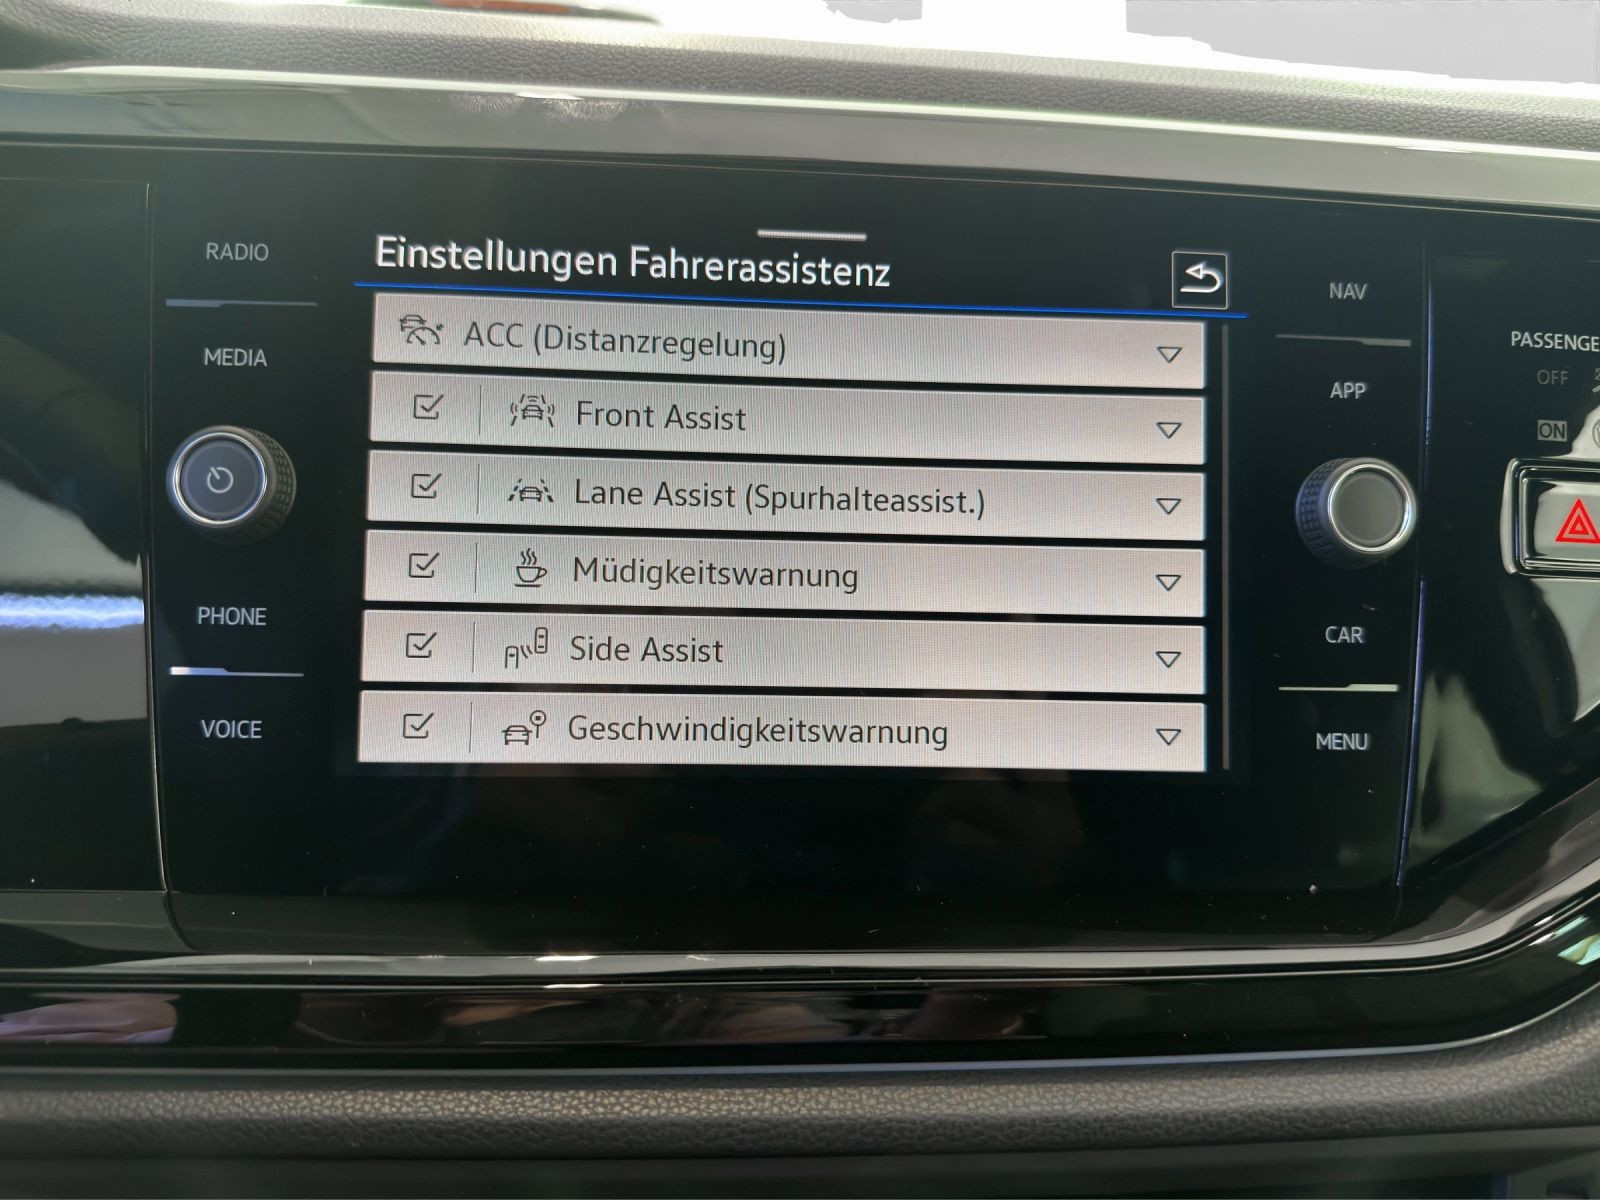 RADIO
MEDIA
PHONE
VOICE
Einstellungen Fahrerassistenz
ACC (Distanzregelung)
Front Assist
Lane Assist (Spurhalteassist.)
Müdigkeitswarnung
Side Assist
Geschwindigkeitswarnung
NAV
APP
CAR
MENU
PASSENGE
OFF
ON